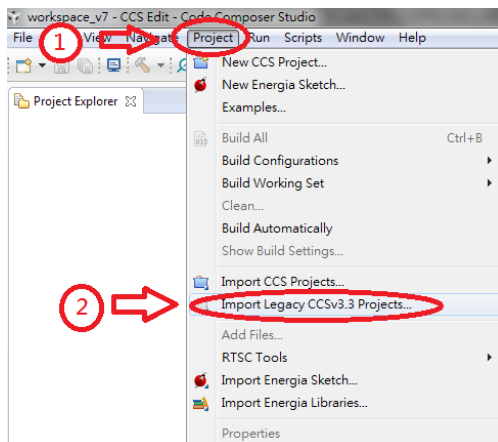 workspace_v7 - CCS Edit - Code Composer Studio
File View Navigate Project Run Scripts Window Help
1
Project Explorer
New CCS Project...
New Energia Sketch...
Examples...
Build All Ctrl+B
Build Configurations
Build Working Set
Clean...
Build Automatically
Show Build Settings...
Import CCS Projects...
2
Import Legacy CCSv3.3 Projects...
Add Files...
RTSC Tools
Import Energia Sketch...
Import Energia Libraries...
Properties